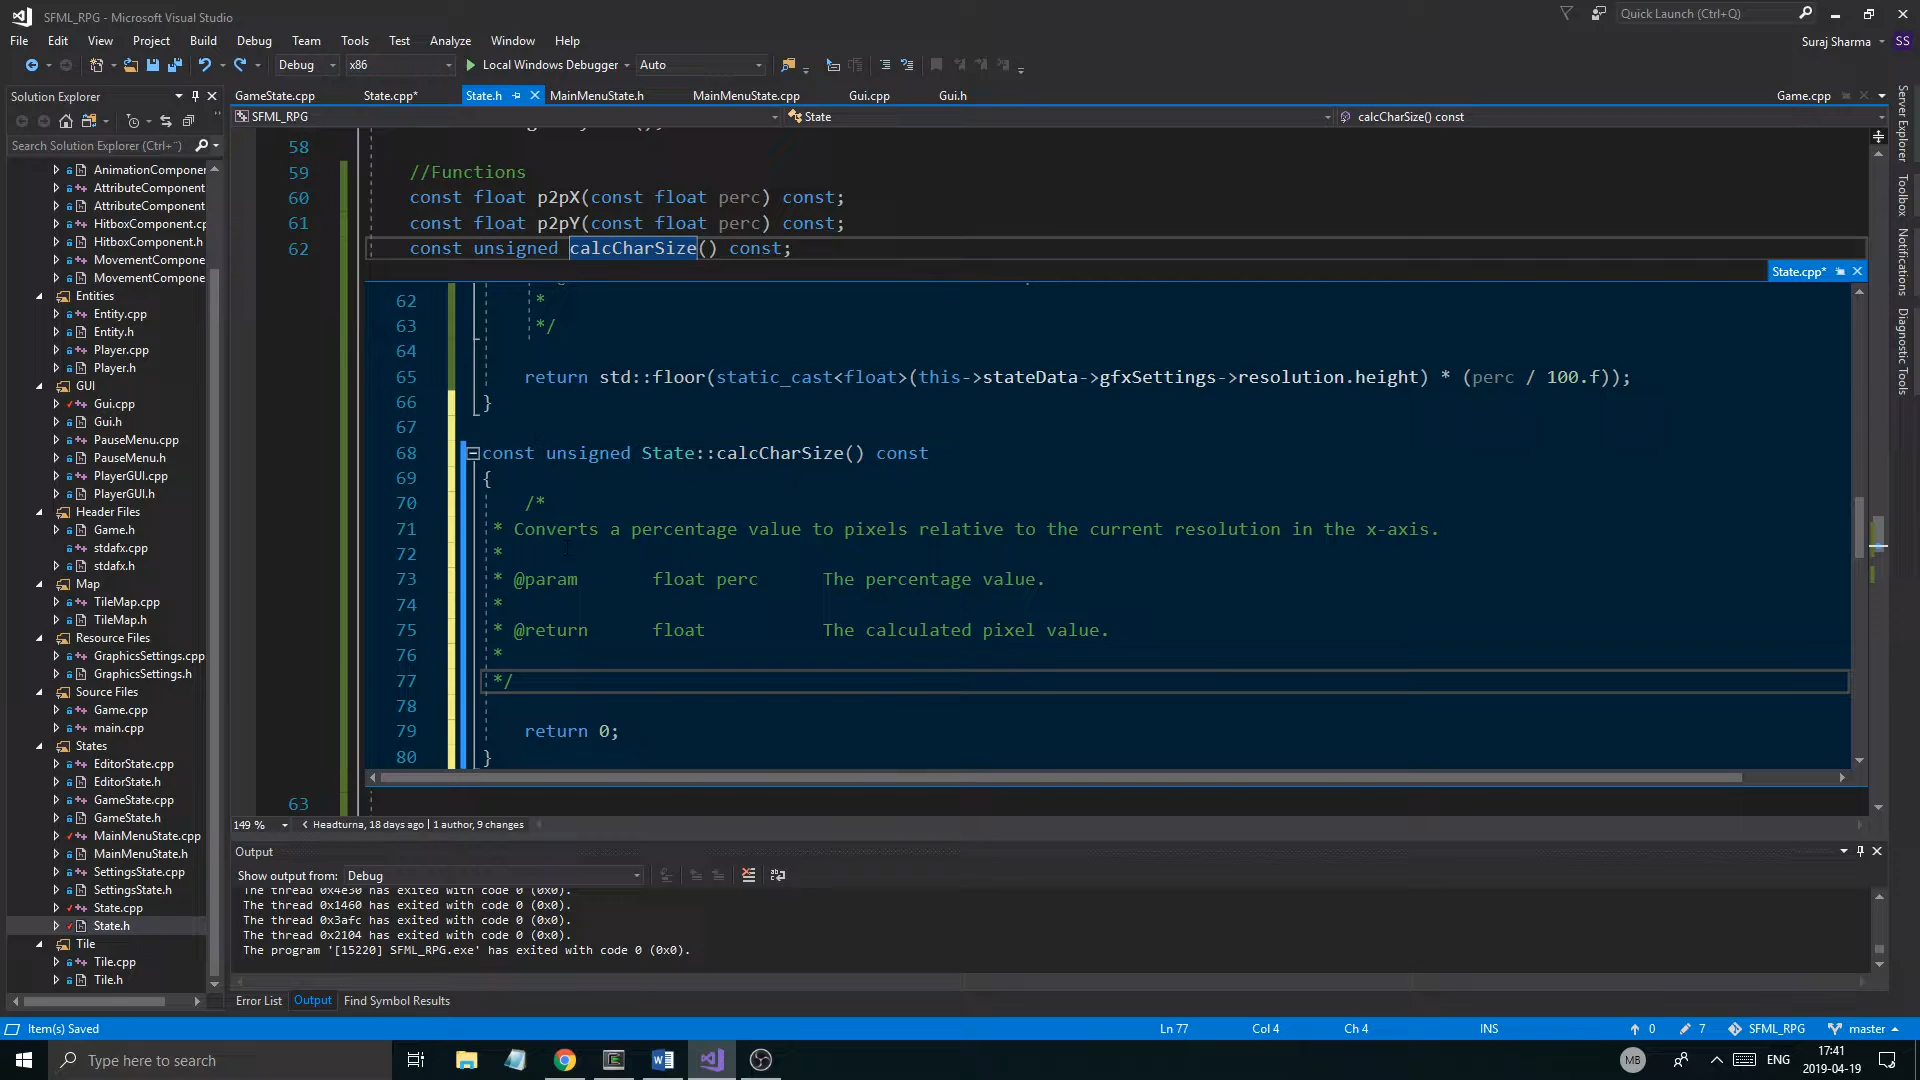 SFML_RPG - Microsoft Visual Studio
Quick Launch (Ctrl+Q)
File Edit View Project Build Debug Team Tools Test Analyze Window Help
Suraj Sharma SS
Debug x86 Local Windows Debugger Auto
Solution Explorer
GameState.cpp State.cpp* State.h MainMenuState.h MainMenuState.cpp Gui.cpp Gui.h Game.cpp
SFML_RPG State calcCharSize() const
Search Solution Explorer (Ctrl+¨)
AnimationComponen
AttributeComponent
AttributeComponent
HitboxComponent.cp
HitboxComponent.h
MovementCompone
MovementCompone
Entities
Entity.cpp
Entity.h
Player.cpp
Player.h
GUI
Gui.cpp
Gui.h
PauseMenu.cpp
PauseMenu.h
PlayerGUI.cpp
PlayerGUI.h
Header Files
Game.h
stdafx.cpp
stdafx.h
Map
TileMap.cpp
TileMap.h
Resource Files
GraphicsSettings.cpp
GraphicsSettings.h
Source Files
Game.cpp
main.cpp
States
EditorState.cpp
EditorState.h
GameState.cpp
GameState.h
MainMenuState.cpp
MainMenuState.h
SettingsState.cpp
SettingsState.h
State.cpp
State.h
Tile
Tile.cpp
Tile.h
58
59 //Functions
60 const float p2pX(const float perc) const;
61 const float p2pY(const float perc) const;
62 const unsigned calcCharSize() const;
State.cpp*
62 *
63 */
64
65 return std::floor(static_cast<float>(this->stateData->gfxSettings->resolution.height) * (perc / 100.f));
66 }
67
68 const unsigned State::calcCharSize() const
69 {
70 /*
71 * Converts a percentage value to pixels relative to the current resolution in the x-axis.
72 *
73 * @param float perc The percentage value.
74 *
75 * @return float The calculated pixel value.
76 *
77 */
78
79 return 0;
80 }
63
149 % Headturna, 18 days ago | 1 author, 9 changes
Output
Show output from: Debug
The thread 0x4e30 has exited with code 0 (0x0).
The thread 0x1460 has exited with code 0 (0x0).
The thread 0x3afc has exited with code 0 (0x0).
The thread 0x2104 has exited with code 0 (0x0).
The program '[15220] SFML_RPG.exe' has exited with code 0 (0x0).
Error List Output Find Symbol Results
Server Explorer
Toolbox
Notifications
Diagnostic Tools
Item(s) Saved Ln 77 Col 4 Ch 4 INS 0 7 SFML_RPG master
Type here to search
MB ENG 17:41
2019-04-19